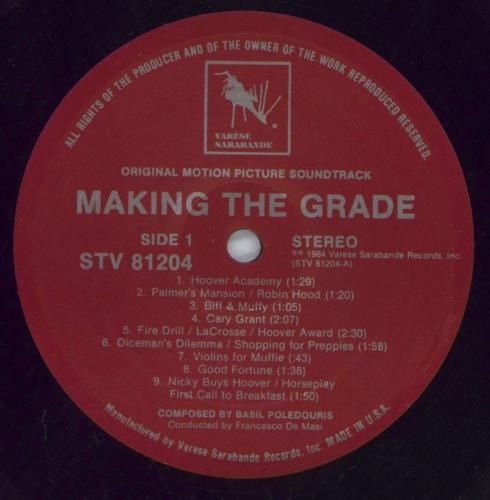 ALL RIGHTS OF THE PRODUCER AND OF THE OWNER OF THE WORK REPRODUCED RESERVED.
VARÈSE
SARABANDE
®
ORIGINAL MOTION PICTURE SOUNDTRACK
MAKING THE GRADE
SIDE 1
STV 81204
STEREO
℗© 1984 Varese Sarabande Records, Inc.
(STV 81204-A)
1. Hoover Academy (1:29)
2. Palmer's Mansion / Robin Hood (1:20)
3. Biff & Muffy (1:05)
4. Cary Grant (2:07)
5. Fire Drill / LaCrosse / Hoover Award (2:30)
6. Diceman's Dilemma / Shopping for Preppies (1:58)
7. Violins for Muffie (:43)
8. Good Fortune (1:38)
9. Nicky Buys Hoover / Horseplay
First Call to Breakfast (1:50)
COMPOSED BY BASIL POLEDOURIS
Conducted by Francesco De Masi
Manufactured by Varese Sarabande Records, Inc. MADE IN U.S.A.